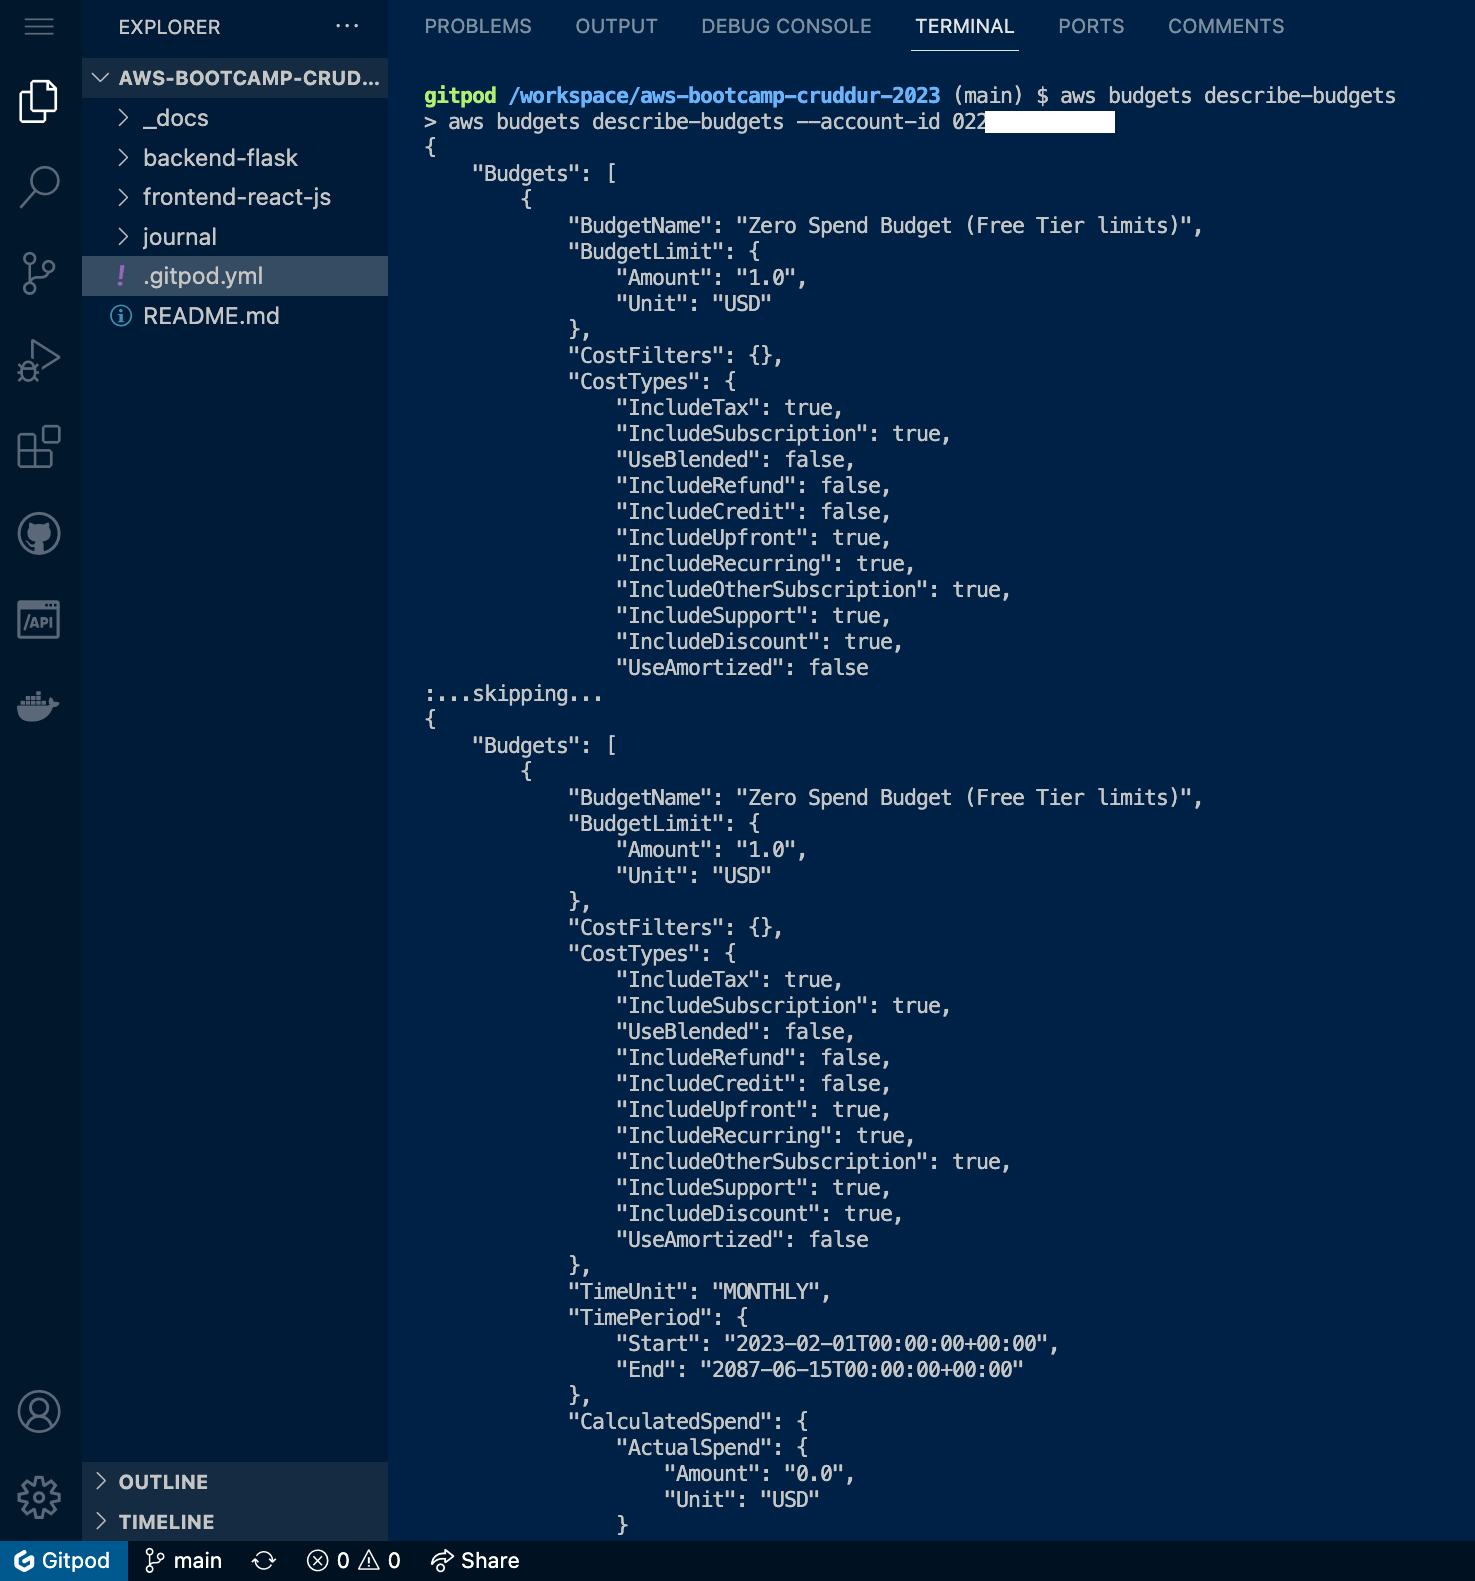 EXPLORER
PROBLEMS OUTPUT DEBUG CONSOLE TERMINAL PORTS COMMENTS
AWS-BOOTCAMP-CRUD...
_docs
backend-flask
frontend-react-js
journal
! .gitpod.yml
README.md
/API
OUTLINE
TIMELINE
gitpod /workspace/aws-bootcamp-cruddur-2023 (main) $ aws budgets describe-budgets
> aws budgets describe-budgets --account-id 022
{
    "Budgets": [
        {
            "BudgetName": "Zero Spend Budget (Free Tier limits)",
            "BudgetLimit": {
                "Amount": "1.0",
                "Unit": "USD"
            },
            "CostFilters": {},
            "CostTypes": {
                "IncludeTax": true,
                "IncludeSubscription": true,
                "UseBlended": false,
                "IncludeRefund": false,
                "IncludeCredit": false,
                "IncludeUpfront": true,
                "IncludeRecurring": true,
                "IncludeOtherSubscription": true,
                "IncludeSupport": true,
                "IncludeDiscount": true,
                "UseAmortized": false
:...skipping...
{
    "Budgets": [
        {
            "BudgetName": "Zero Spend Budget (Free Tier limits)",
            "BudgetLimit": {
                "Amount": "1.0",
                "Unit": "USD"
            },
            "CostFilters": {},
            "CostTypes": {
                "IncludeTax": true,
                "IncludeSubscription": true,
                "UseBlended": false,
                "IncludeRefund": false,
                "IncludeCredit": false,
                "IncludeUpfront": true,
                "IncludeRecurring": true,
                "IncludeOtherSubscription": true,
                "IncludeSupport": true,
                "IncludeDiscount": true,
                "UseAmortized": false
            },
            "TimeUnit": "MONTHLY",
            "TimePeriod": {
                "Start": "2023-02-01T00:00:00+00:00",
                "End": "2087-06-15T00:00:00+00:00"
            },
            "CalculatedSpend": {
                "ActualSpend": {
                    "Amount": "0.0",
                    "Unit": "USD"
                }
Gitpod main 0 0 Share